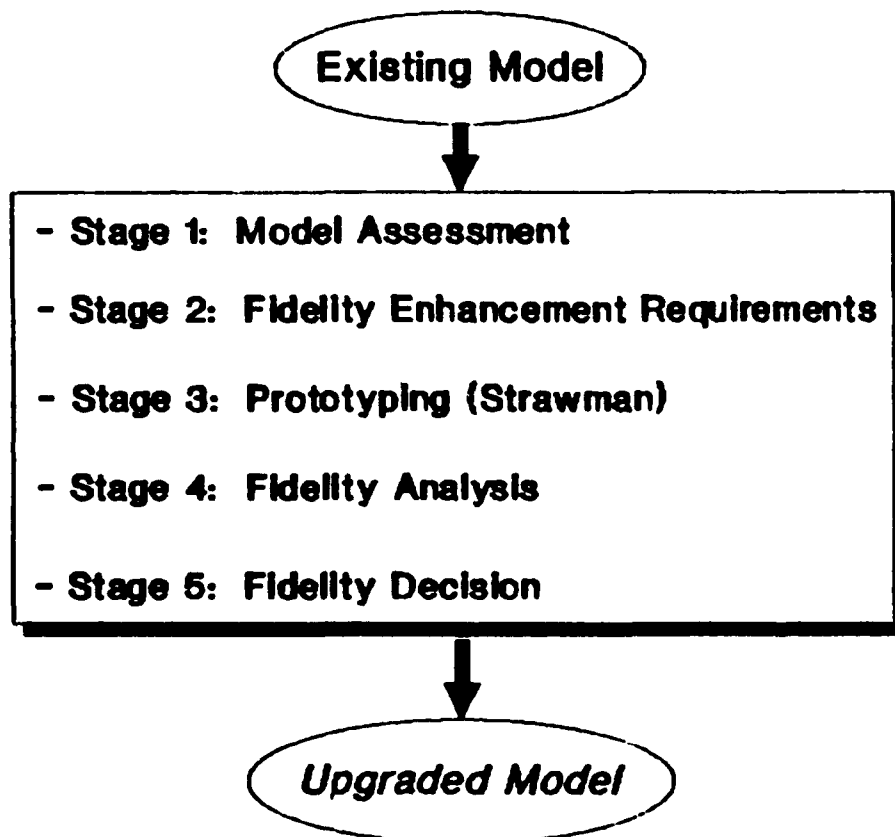 Existing Model
- Stage 1: Model Assessment
- Stage 2: Fidelity Enhancement Requirements
- Stage 3: Prototyping (Strawman)
- Stage 4: Fidelity Analysis
- Stage 5: Fidelity Decision
Upgraded Model